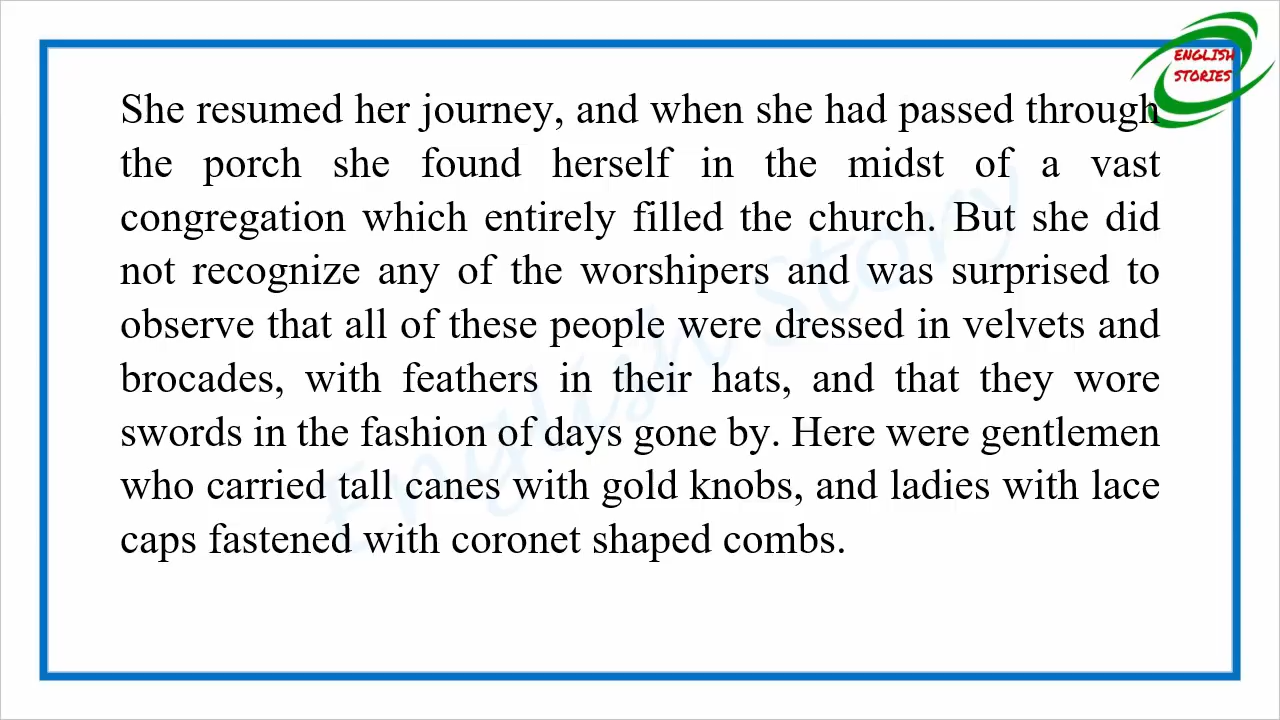 ENGLISH
STORIES
She resumed her journey, and when she had passed through
the porch she found herself in the midst of a vast
congregation which entirely filled the church. But she did
not recognize any of the worshipers and was surprised to
observe that all of these people were dressed in velvets and
brocades, with feathers in their hats, and that they wore
swords in the fashion of days gone by. Here were gentlemen
who carried tall canes with gold knobs, and ladies with lace
caps fastened with coronet shaped combs.
English Story